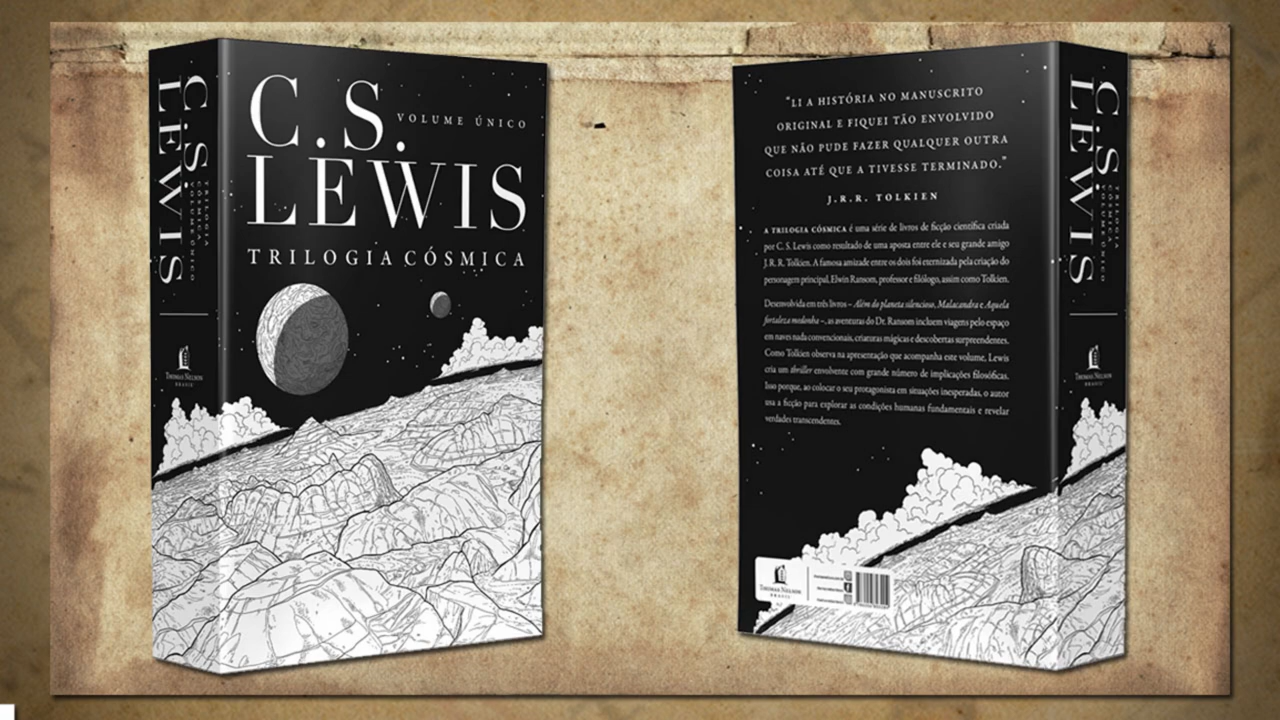 C.S.
LEWIS
TRILOGIA
CÓSMICA
VOLUME ÚNICO
THOMAS NELSON
BRASIL
C.S.
VOLUME ÚNICO
LEWIS
TRILOGIA CÓSMICA
“LI A HISTÓRIA NO MANUSCRITO
ORIGINAL E FIQUEI TÃO ENVOLVIDO
QUE NÃO PUDE FAZER QUALQUER OUTRA
COISA ATÉ QUE A TIVESSE TERMINADO.”
J.R.R. TOLKIEN
A TRILOGIA CÓSMICA é uma série de livros de ficção científica criada
por C. S. Lewis como resultado de uma aposta entre ele e seu grande amigo
J. R. R. Tolkien. A famosa amizade entre os dois foi eternizada pela criação do
personagem principal, Elwin Ransom, professor e filólogo, assim como Tolkien.
Desenvolvida em três livros – Além do planeta silencioso, Malacandra e Aquela
fortaleza medonha –, as aventuras do Dr. Ransom incluem viagens pelo espaço
em naves nada convencionais, criaturas mágicas e descobertas surpreendentes.
Como Tolkien observa na apresentação que acompanha este volume, Lewis
cria um thriller envolvente com grande número de implicações filosóficas.
Isso porque, ao colocar o seu protagonista em situações inesperadas, o autor
usa a ficção para explorar as condições humanas fundamentais e revelar
verdades transcendentes.
THOMAS NELSON
BRASIL
C.S.
LEWIS
TRILOGIA
CÓSMICA
VOLUME ÚNICO
THOMAS NELSON
BRASIL